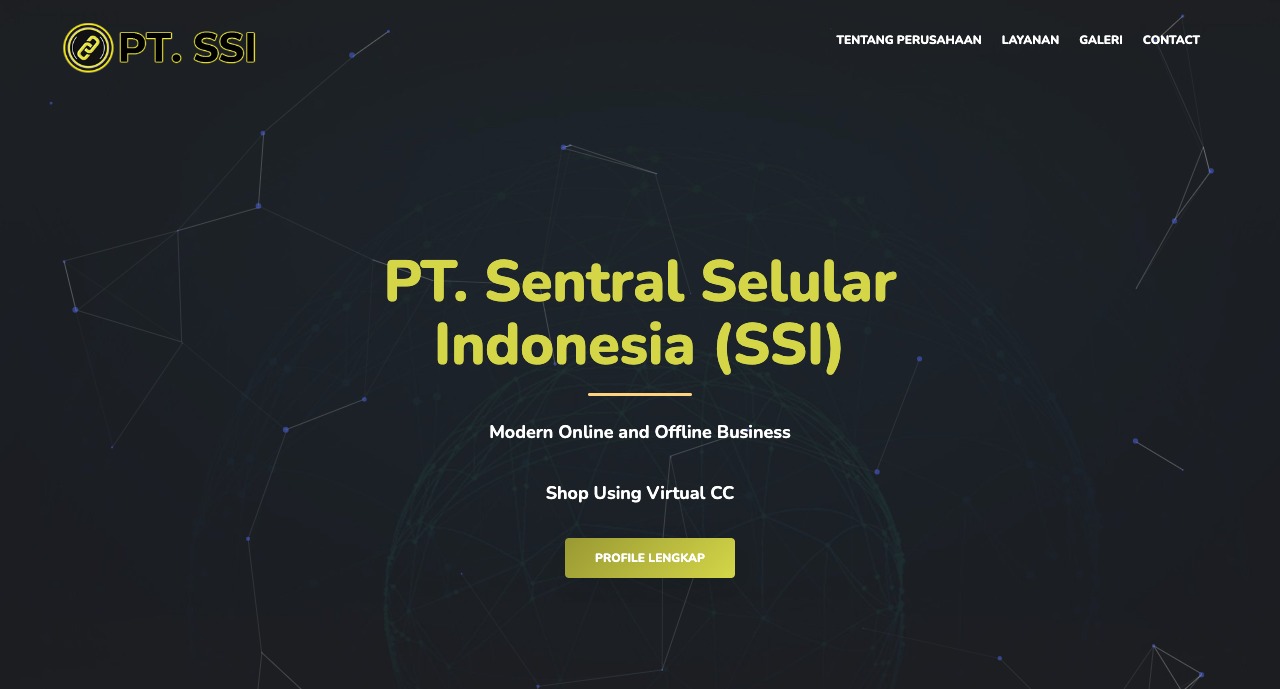 PT. SSI
TENTANG PERUSAHAAN
LAYANAN
GALERI
CONTACT
PT. Sentral Selular
Indonesia (SSI)
Modern Online and Offline Business
Shop Using Virtual CC
PROFILE LENGKAP